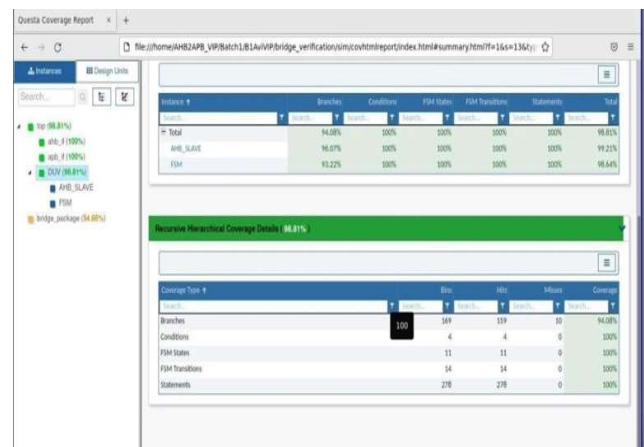 Questa Coverage Report × +
file:///home/AHB2APB_VIP/Batch1/B1AviVIP/bridge_verification/sim/covhtmlreport/index.html#summary.html?f=1&s=13&ty
Instances
Design Units
Search...
top (98.81%)
ahb_if (100%)
apb_if (100%)
DUV (98.81%)
AHB_SLAVE
FSM
bridge_package (54.66%)
Instance Branches Conditions FSM States FSM Transitions Statements Total
Search... Search... Search... Search... Search... Search... Search...
Total 94.08% 100% 100% 100% 100% 98.81%
AHB_SLAVE 96.07% 100% 100% 100% 100% 99.21%
FSM 93.22% 100% 100% 100% 100% 98.64%
Recursive Hierarchical Coverage Details ( 98.81% )
Coverage Type Bins Hits Misses Coverage
Search... Search... Search... Search... Search...
Branches 169 159 10 94.08%
100
Conditions 4 4 0 100%
FSM States 11 11 0 100%
FSM Transitions 14 14 0 100%
Statements 278 278 0 100%